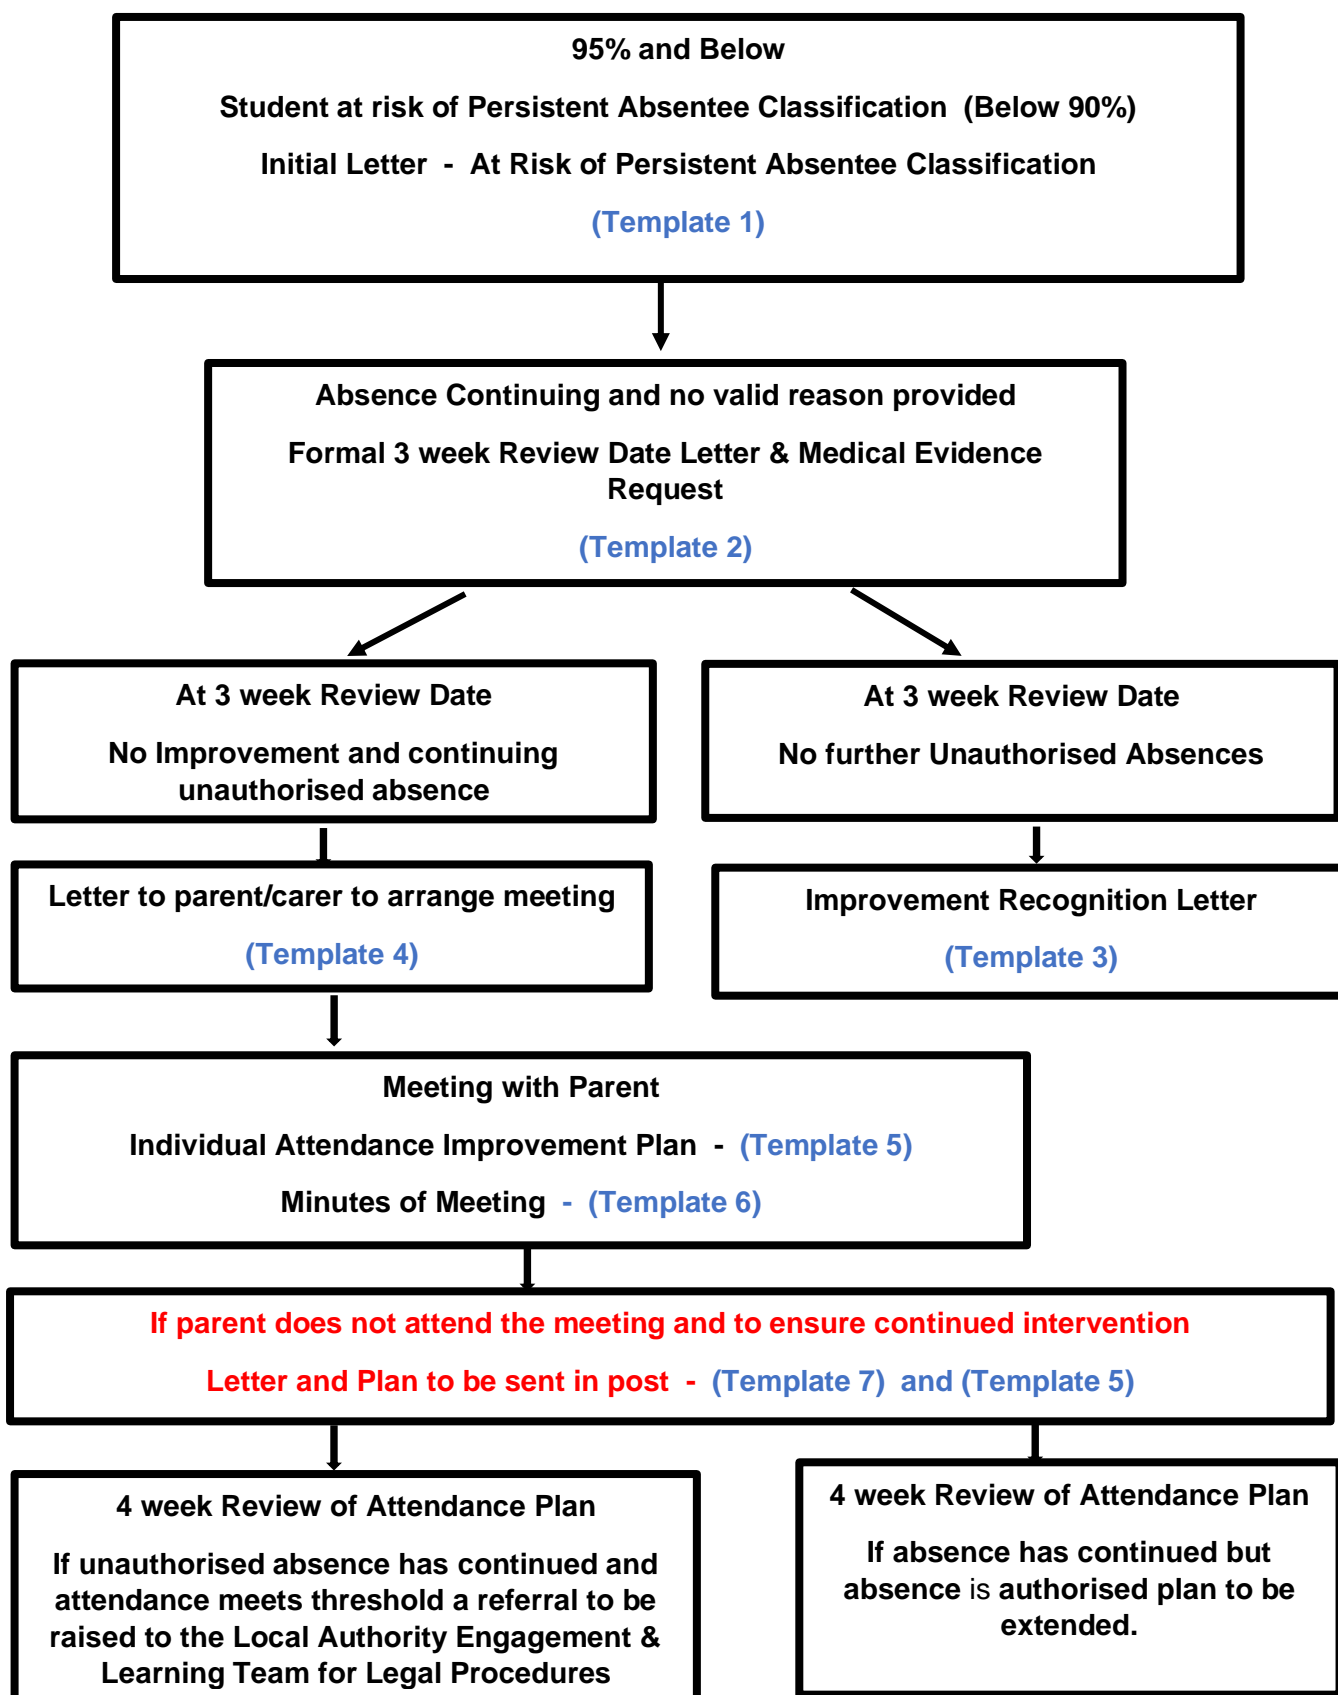 95% and Below
Student at risk of Persistent Absentee Classification  (Below 90%)
Initial Letter  -  At Risk of Persistent Absentee Classification
(Template 1)
Absence Continuing and no valid reason provided
Formal 3 week Review Date Letter & Medical Evidence
Request
(Template 2)
At 3 week Review Date
No Improvement and continuing
unauthorised absence
At 3 week Review Date
No further Unauthorised Absences
Letter to parent/carer to arrange meeting
(Template 4)
Improvement Recognition Letter
(Template 3)
Meeting with Parent
Individual Attendance Improvement Plan  -  (Template 5)
Minutes of Meeting  -  (Template 6)
If parent does not attend the meeting and to ensure continued intervention
Letter and Plan to be sent in post  -  (Template 7)  and (Template 5)
4 week Review of Attendance Plan
If unauthorised absence has continued and
attendance meets threshold a referral to be
raised to the Local Authority Engagement &
Learning Team for Legal Procedures
4 week Review of Attendance Plan
If absence has continued but
absence is authorised plan to be
extended.